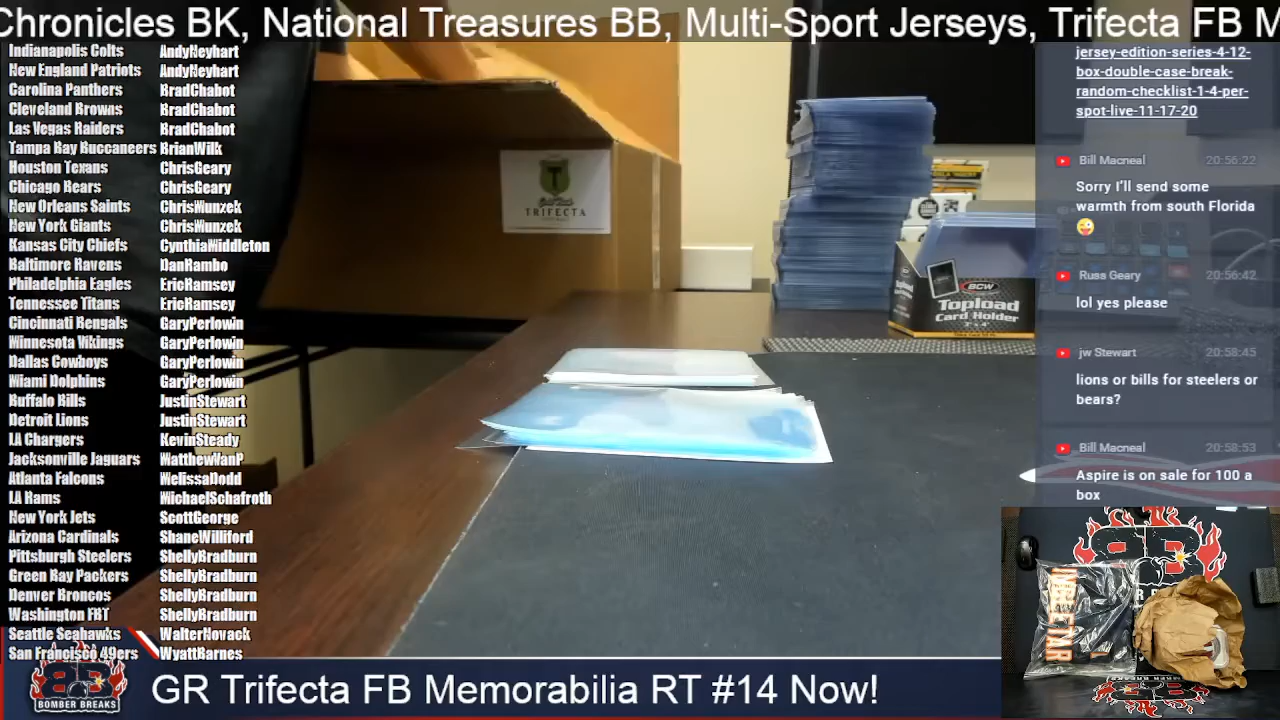 Chronicles BK, National Treasures BB, Multi-Sport Jerseys, Trifecta FB M
Indianapolis Colts AndyNeyhart
New England Patriots AndyNeyhart
Carolina Panthers BradChabot
Cleveland Browns BradChabot
Las Vegas Raiders BradChabot
Tampa Bay Buccaneers BrianWilk
Houston Texans ChrisGeary
Chicago Bears ChrisGeary
New Orleans Saints ChrisWunzek
New York Giants ChrisWunzek
Kansas City Chiefs CynthiaMiddleton
Baltimore Ravens DanRambo
Philadelphia Eagles EricRamsey
Tennessee Titans EricRamsey
Cincinnati Bengals GaryPerlowin
Minnesota Vikings GaryPerlowin
Dallas Cowboys GaryPerlowin
Miami Dolphins GaryPerlowin
Buffalo Bills JustinStewart
Detroit Lions JustinStewart
LA Chargers KevinSteady
Jacksonville Jaguars MatthewVanP
Atlanta Falcons MelissaDodd
LA Rams MichaelSchafroth
New York Jets ScottGeorge
Arizona Cardinals ShaneWilliford
Pittsburgh Steelers ShellyBradburn
Green Bay Packers ShellyBradburn
Denver Broncos ShellyBradburn
Washington FBT ShellyBradburn
Seattle Seahawks WalterNovack
San Francisco 49ers WyattBarnes
T
TRIFECTA
BCW
Topload
Card Holder
3" x 4"
jersey-edition-series-4-12-
box-double-case-break-
random-checklist-1-4-per-
spot-live-11-17-20
Bill Macneal 20:56:22
Sorry I'll send some
warmth from south Florida
😜
Russ Geary 20:56:42
lol yes please
jw Stewart 20:58:45
lions or bills for steelers or
bears?
Bill Macneal 20:58:53
Aspire is on sale for 100 a
box
BB
BOMBER BREAKS
GR Trifecta FB Memorabilia RT #14 Now!